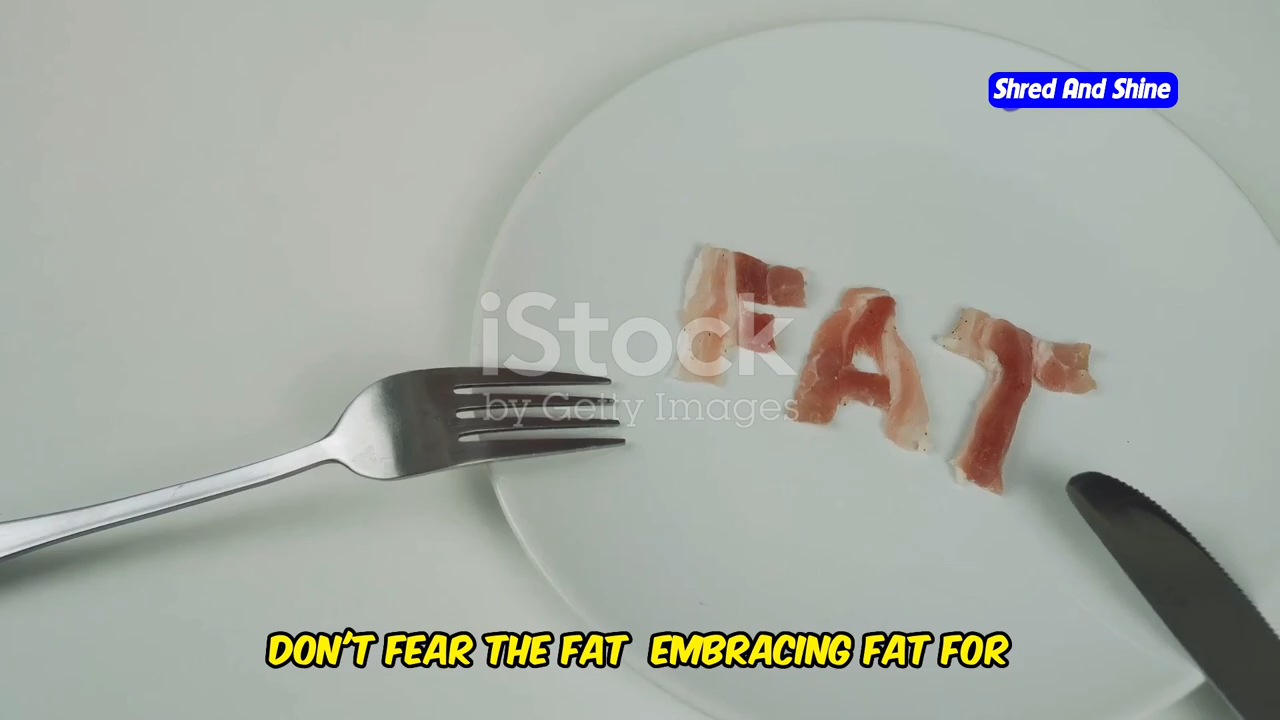 Shred And Shine
FAT
iStock
by Getty Images
DON'T FEAR THE FAT EMBRACING FAT FOR